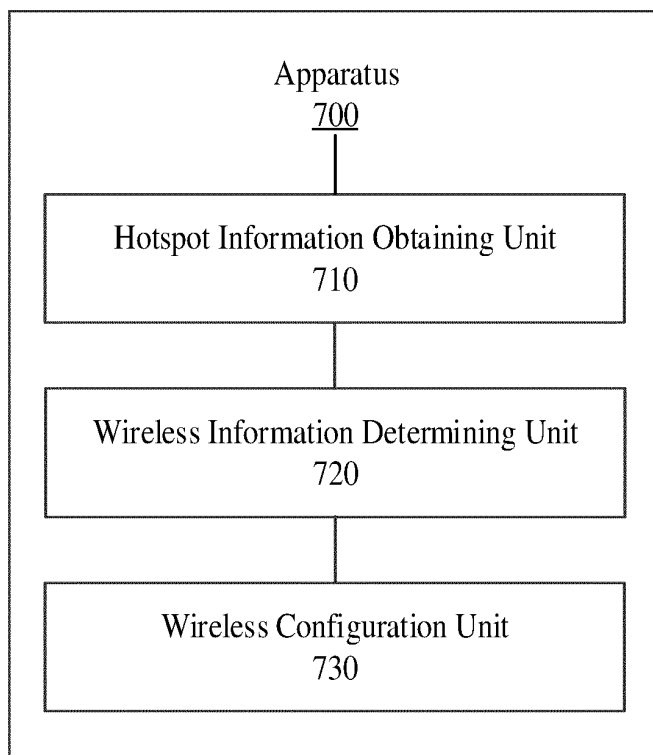 Apparatus
700
Hotspot Information Obtaining Unit
710
Wireless Information Determining Unit
720
Wireless Configuration Unit
730